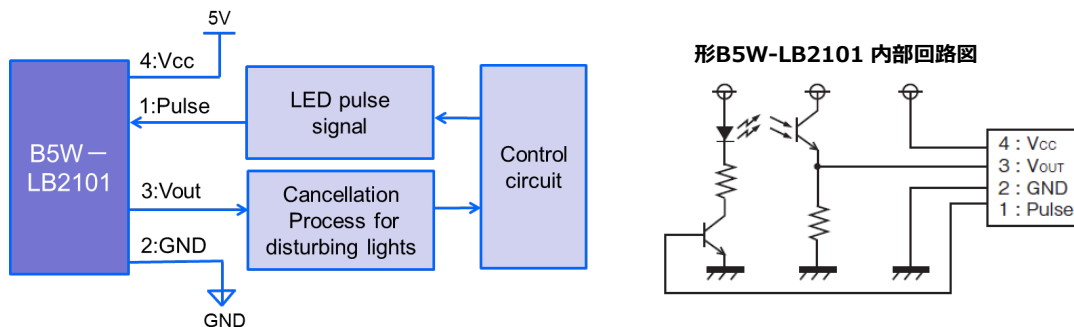 5V
4:Vcc
1:Pulse
LED pulse
signal
B5W－
LB2101
Control
circuit
3:Vout
Cancellation
Process for
disturbing lights
2:GND
GND
形B5W-LB2101 内部回路図
4 : Vcc
3 : VOUT
2 : GND
1 : Pulse